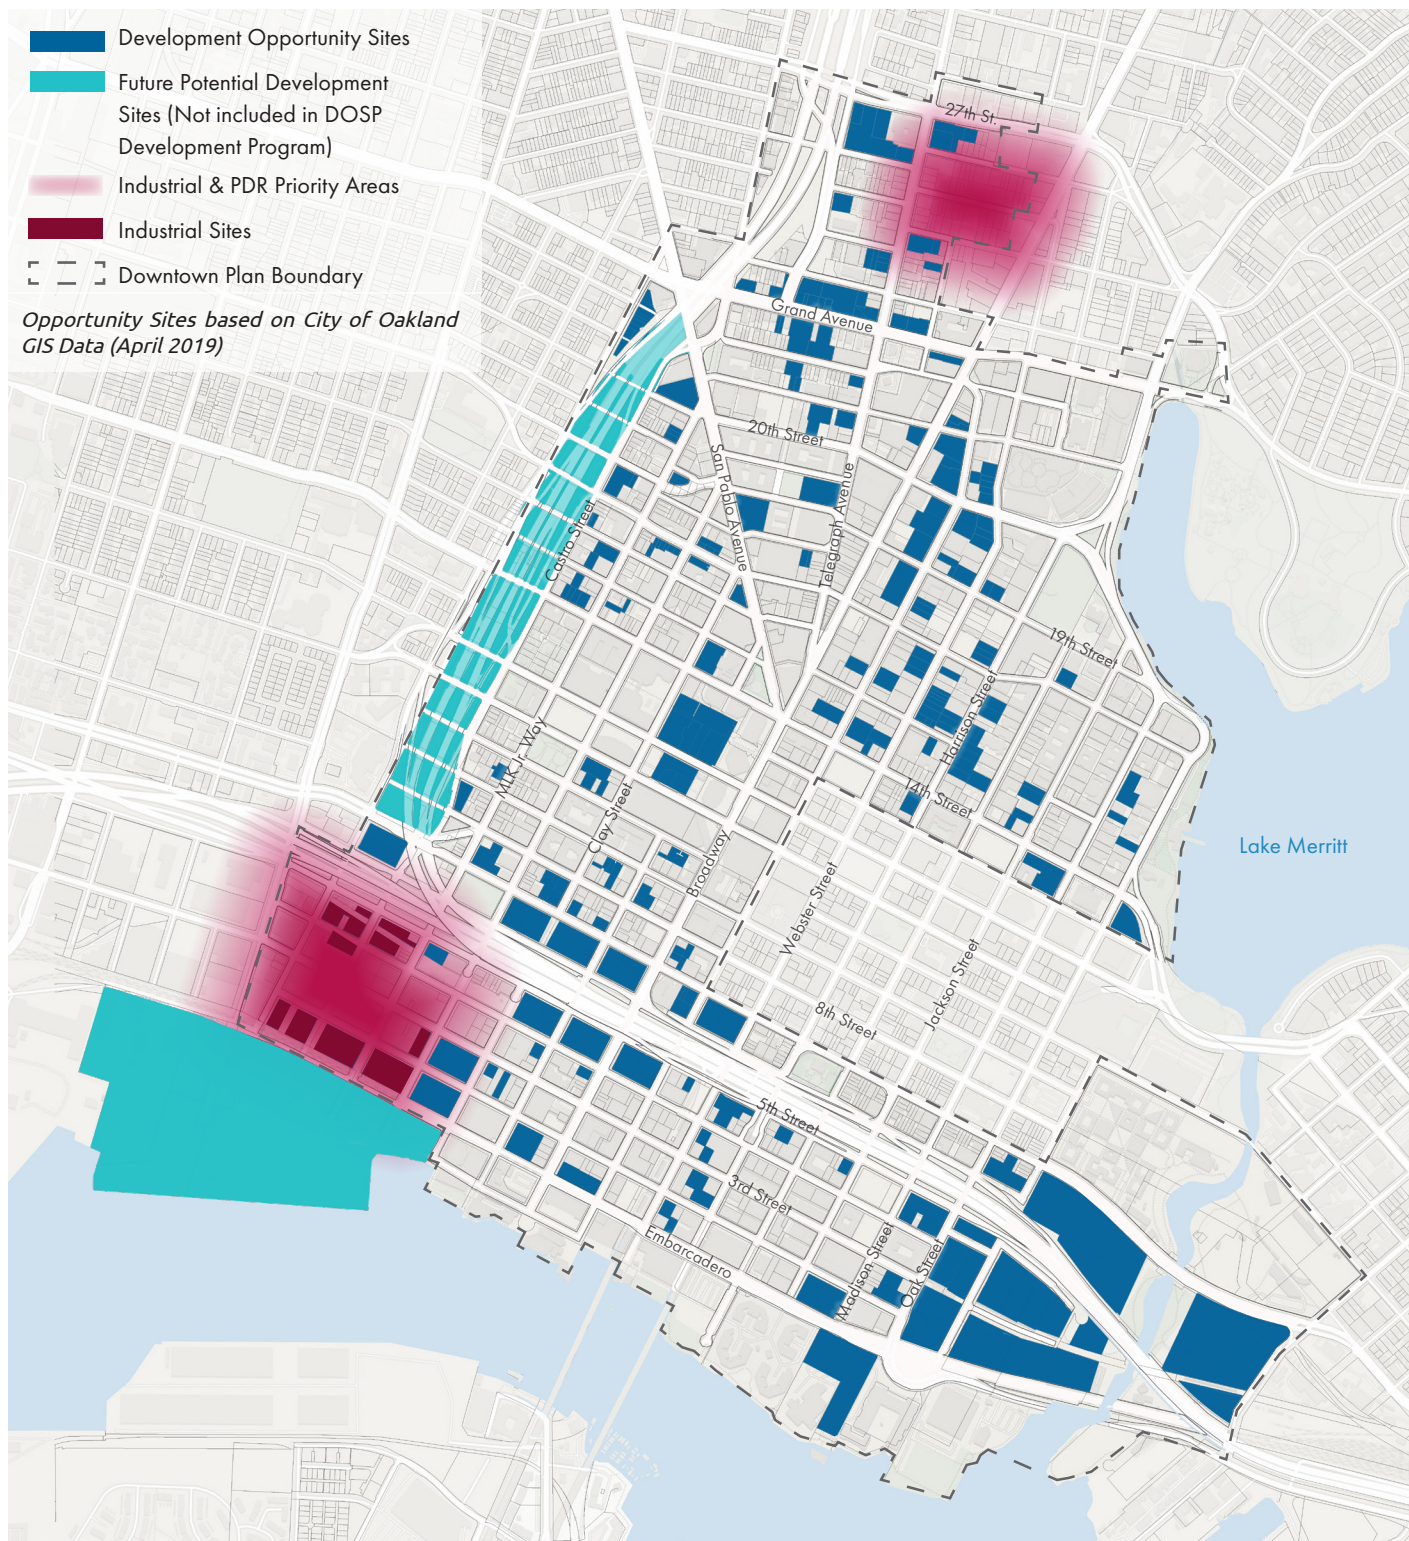 Development Opportunity Sites
Future Potential Development
Sites (Not included in DOSP
Development Program)
Industrial & PDR Priority Areas
Industrial Sites
Downtown Plan Boundary
Opportunity Sites based on City of Oakland
GIS Data (April 2019)
27th St.
Grand Avenue
20th Street
San Pablo Avenue
Telegraph Avenue
Castro Street
19th Street
Harrison Street
MLK Jr. Way
14th Street
Clay Street
Broadway
Webster Street
Lake Merritt
Jackson Street
8th Street
5th Street
3rd Street
Madison Street
Oak Street
Embarcadero